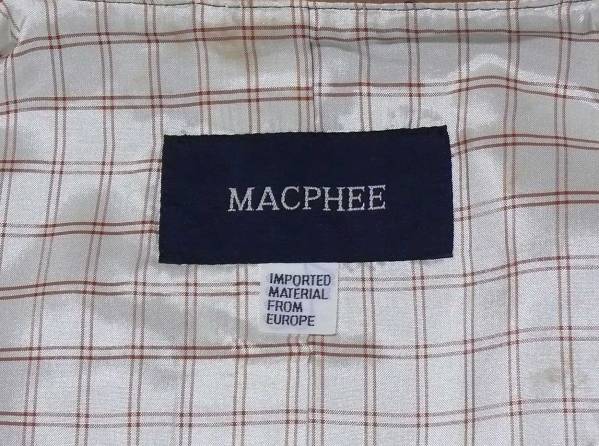 MACPHEE
IMPORTED
MATERIAL
FROM
EUROPE